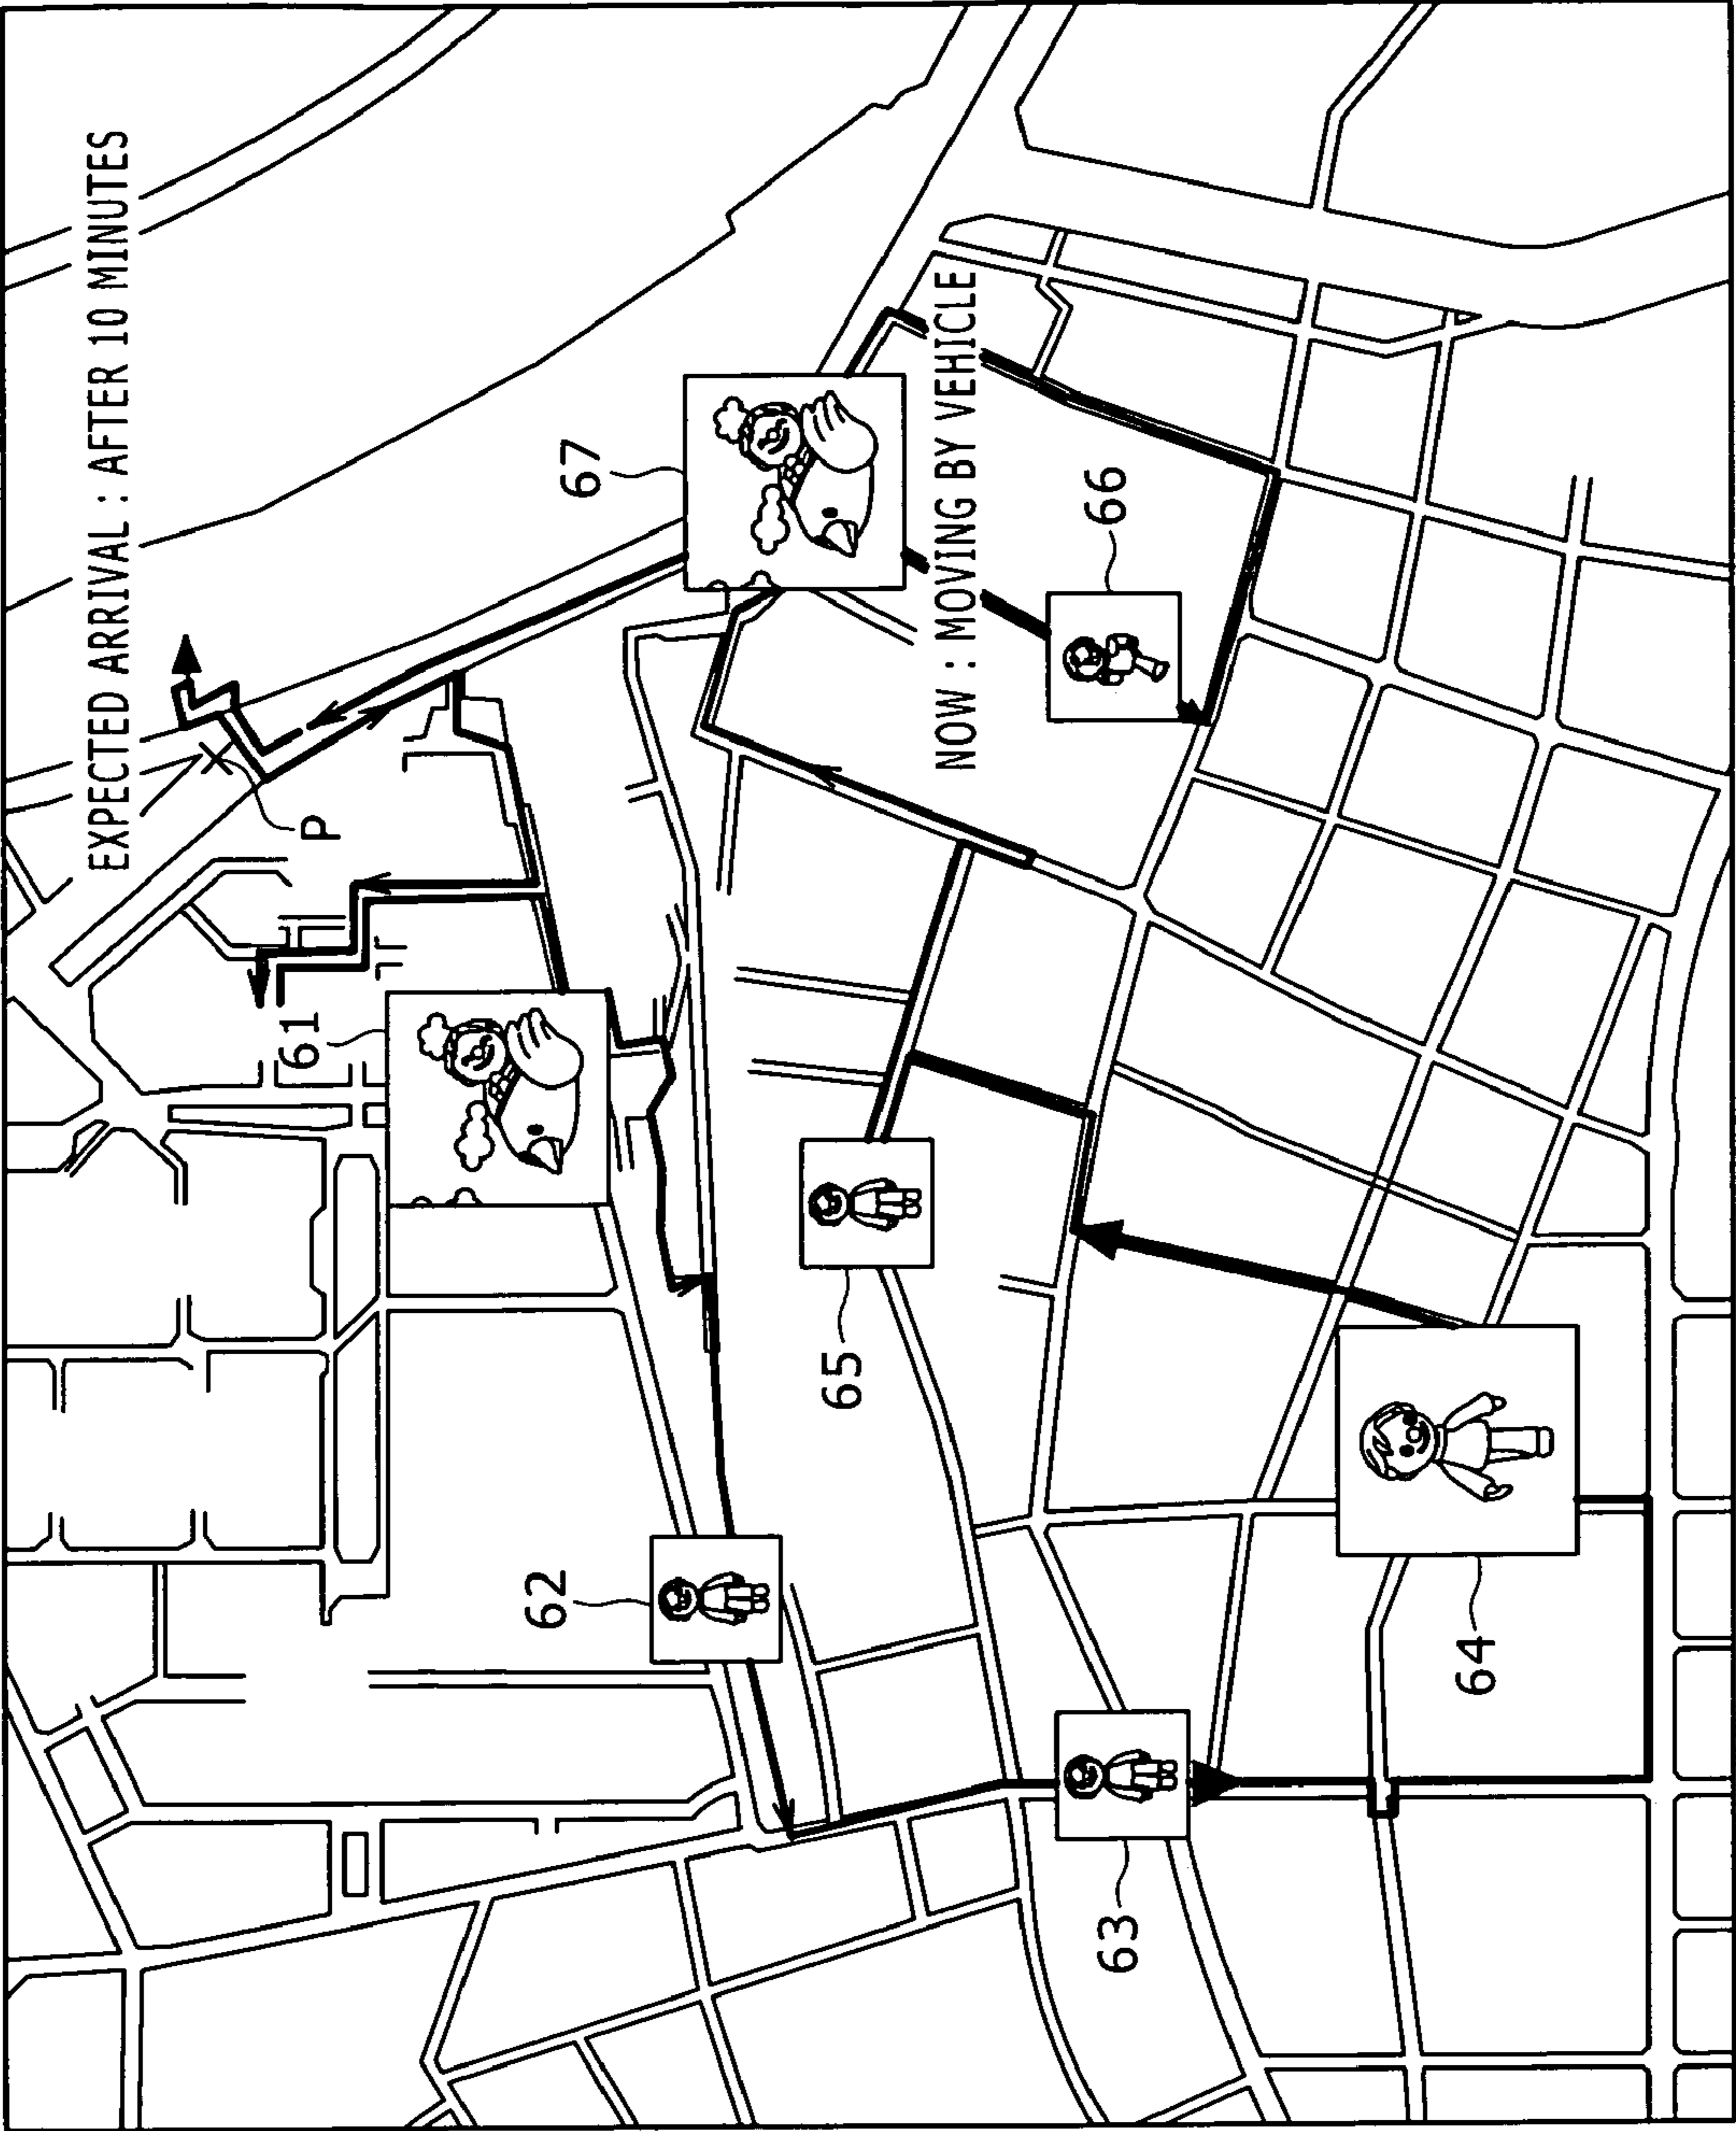 EXPECTED ARRIVAL : AFTER 10 MINUTES
P
67
61
NOW : MOVING BY VEHICLE
66
62
65
63
64